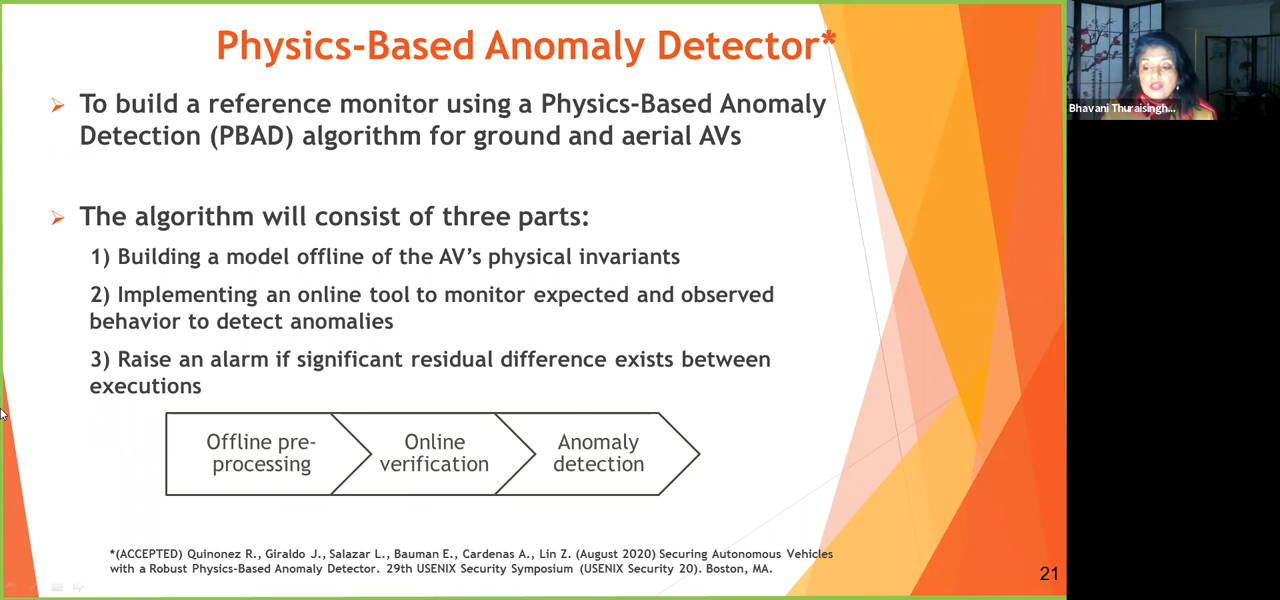 Physics-Based Anomaly Detector*
To build a reference monitor using a Physics-Based Anomaly
Detection (PBAD) algorithm for ground and aerial AVs
The algorithm will consist of three parts:
1) Building a model offline of the AV’s physical invariants
2) Implementing an online tool to monitor expected and observed
behavior to detect anomalies
3) Raise an alarm if significant residual difference exists between
executions
Offline pre-
processing
Online
verification
Anomaly
detection
*(ACCEPTED) Quinonez R., Giraldo J., Salazar L., Bauman E., Cardenas A., Lin Z. (August 2020) Securing Autonomous Vehicles
with a Robust Physics-Based Anomaly Detector. 29th USENIX Security Symposium (USENIX Security 20). Boston, MA.
21
Bhavani Thuraisingh...